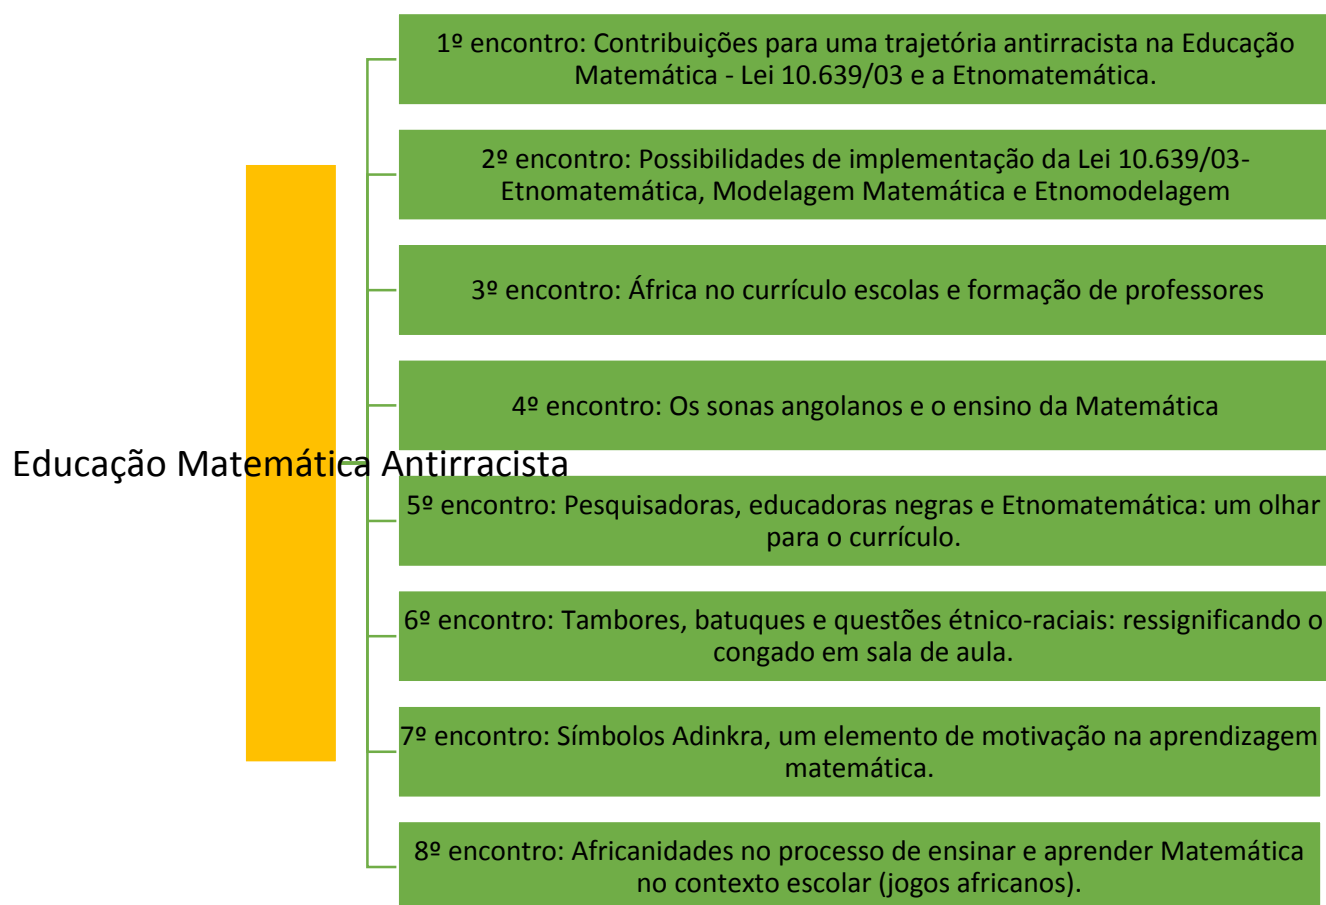 1º encontro: Contribuições para uma trajetória antirracista na Educação
Matemática - Lei 10.639/03 e a Etnomatemática.
2º encontro: Possibilidades de implementação da Lei 10.639/03-
Etnomatemática, Modelagem Matemática e Etnomodelagem
3º encontro: África no currículo escolas e formação de professores
4º encontro: Os sonas angolanos e o ensino da Matemática
Educação Matemática Antirracista
5º encontro: Pesquisadoras, educadoras negras e Etnomatemática: um olhar
para o currículo.
6º encontro: Tambores, batuques e questões étnico-raciais: ressignificando o
congado em sala de aula.
7º encontro: Símbolos Adinkra, um elemento de motivação na aprendizagem
matemática.
8º encontro: Africanidades no processo de ensinar e aprender Matemática
no contexto escolar (jogos africanos).